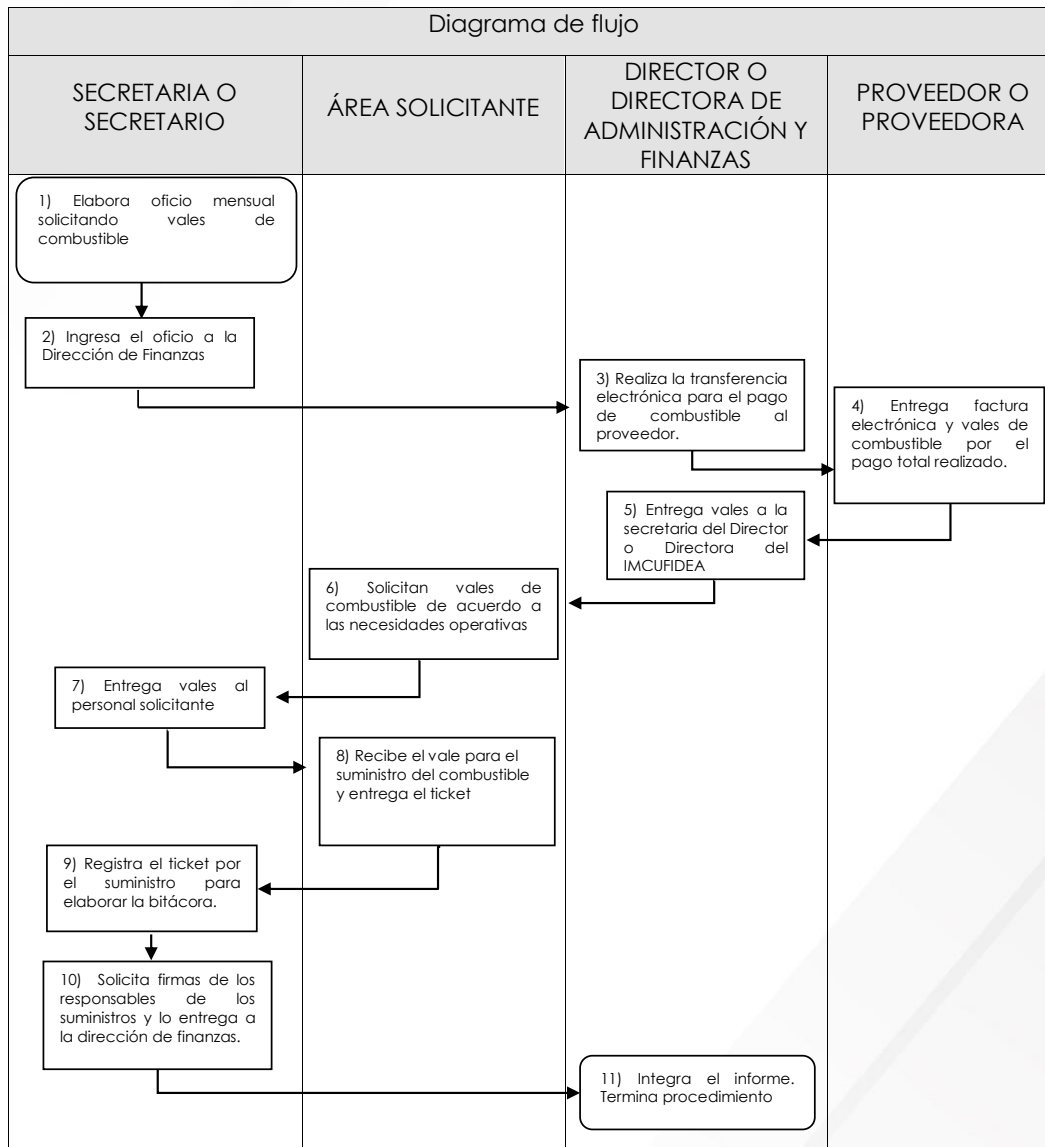 Diagrama de flujo
SECRETARIA O
SECRETARIO
ÁREA SOLICITANTE
DIRECTOR O
DIRECTORA DE
ADMINISTRACIÓN Y
FINANZAS
PROVEEDOR O
PROVEEDORA
1) Elabora oficio mensual
solicitando vales de
combustible
2) Ingresa el oficio a la
Dirección de Finanzas
3) Realiza la transferencia
electrónica para el pago
de combustible al
proveedor.
4) Entrega factura
electrónica y vales de
combustible por el
pago total realizado.
5) Entrega vales a la
secretaria del Director
o Directora del
IMCUFIDEA
6) Solicitan vales de
combustible de acuerdo a
las necesidades operativas
7) Entrega vales al
personal solicitante
8) Recibe el vale para el
suministro del combustible
y entrega el ticket
9) Registra el ticket por
el suministro para
elaborar la bitácora.
10) Solicita firmas de los
responsables de los
suministros y lo entrega a
la dirección de finanzas.
11) Integra el informe.
Termina procedimiento